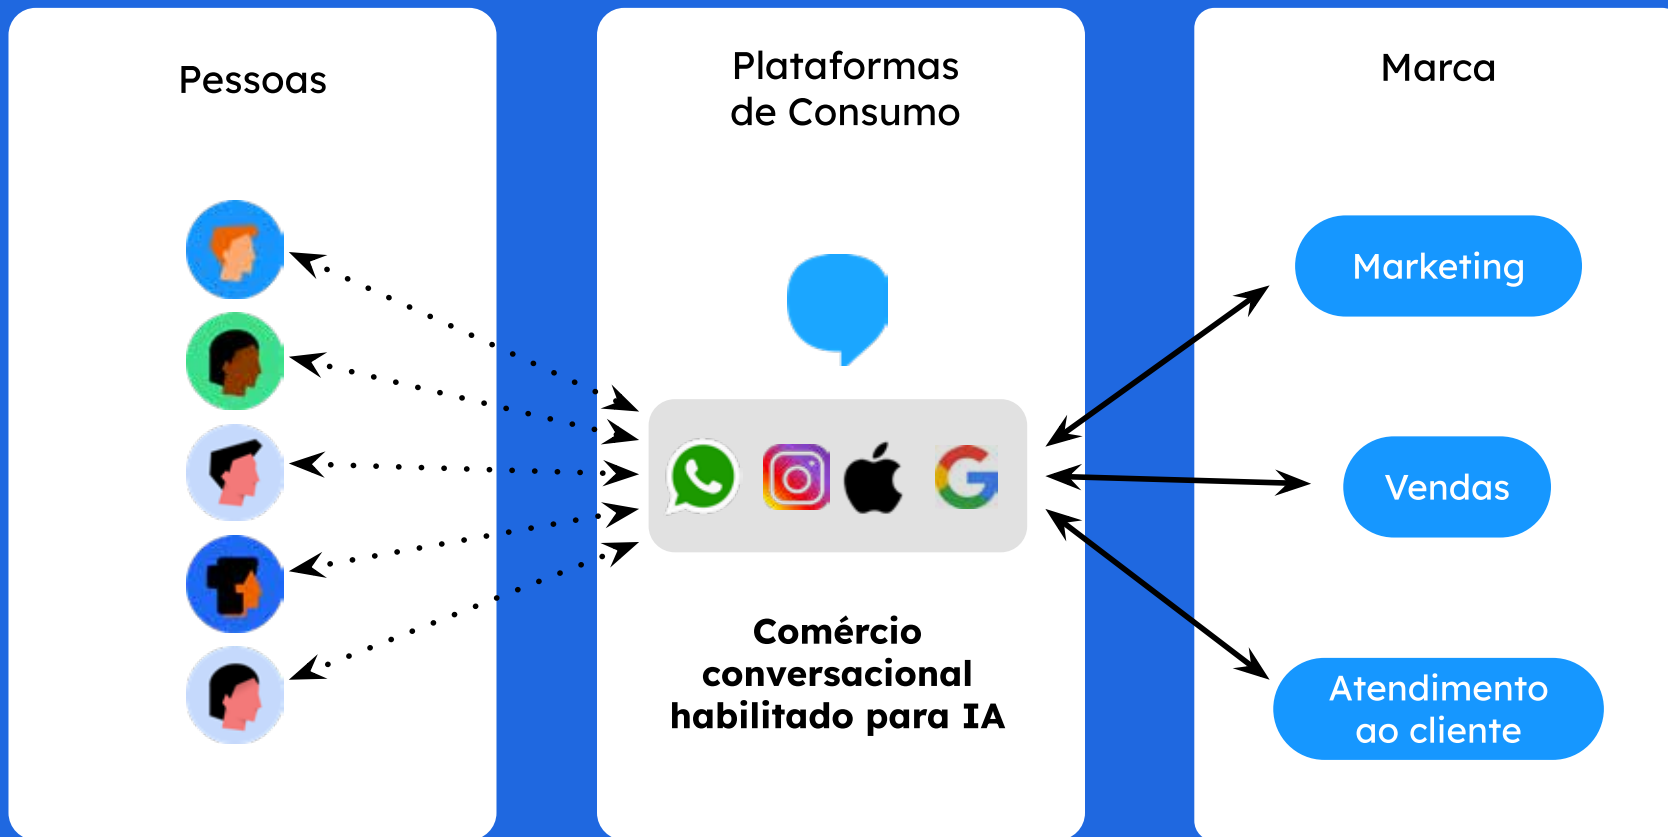 Pessoas
Plataformas
de Consumo
Comércio
conversacional
habilitado para IA
Marca
Marketing
Vendas
Atendimento
ao cliente